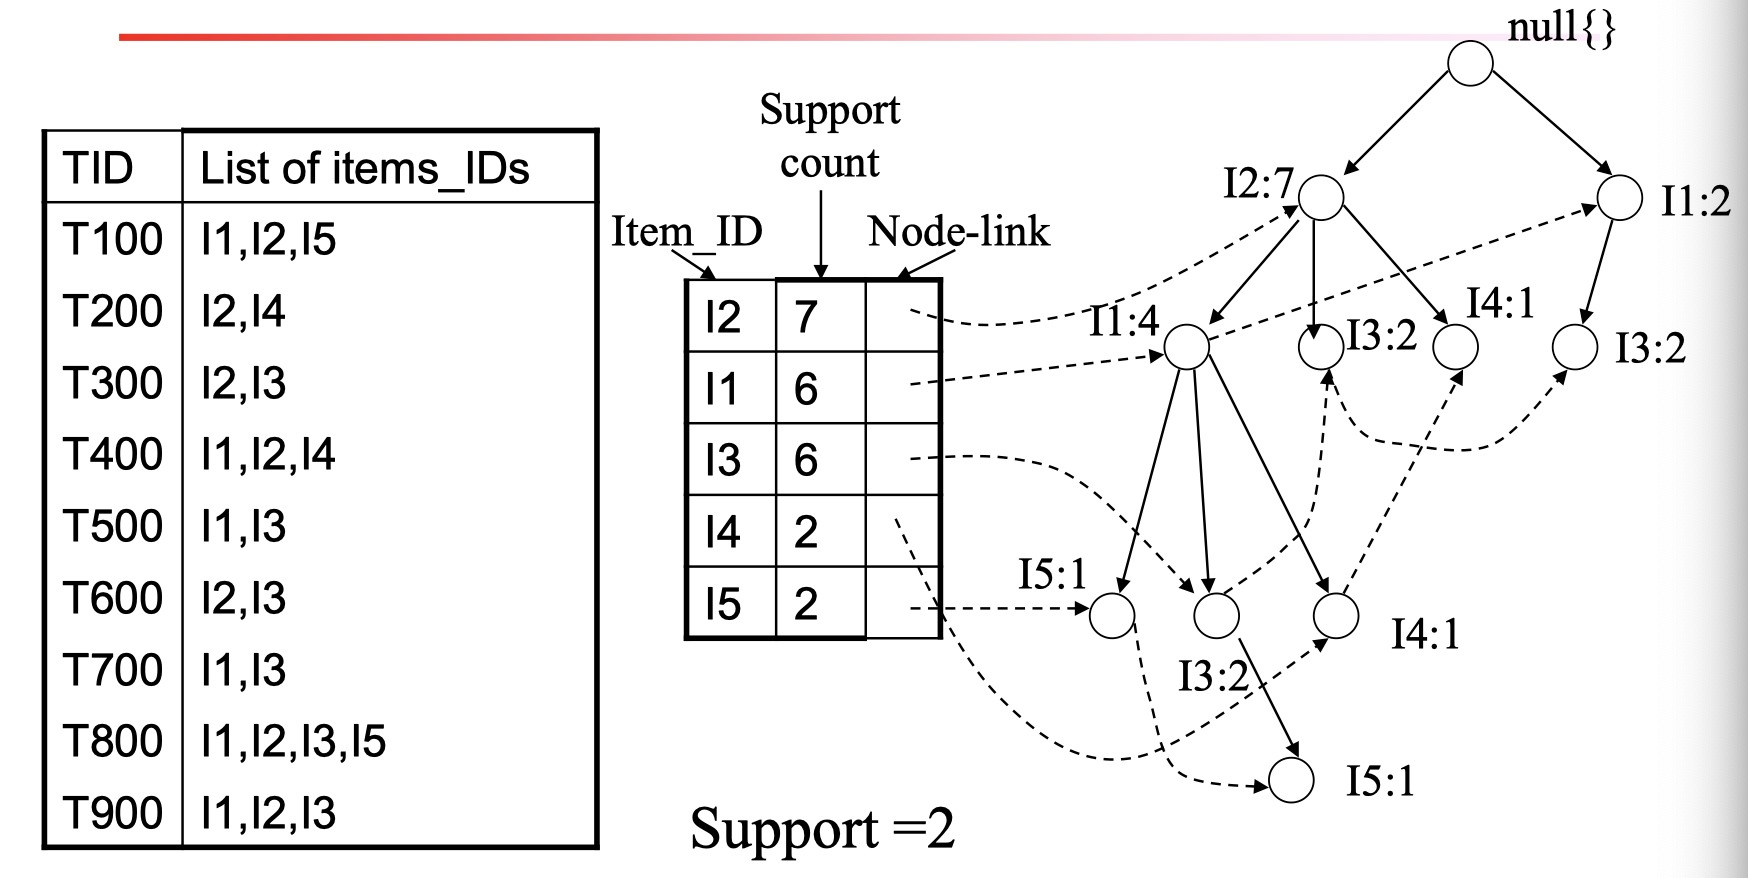 null{}
Support
count
Item_ID
Node-link
TID List of items_IDs
T100 I1,I2,I5
T200 I2,I4
T300 I2,I3
T400 I1,I2,I4
T500 I1,I3
T600 I2,I3
T700 I1,I3
T800 I1,I2,I3,I5
T900 I1,I2,I3
I2 7
I1 6
I3 6
I4 2
I5 2
I2:7
I1:2
I1:4
I3:2
I4:1
I3:2
I5:1
I3:2
I4:1
I5:1
Support =2